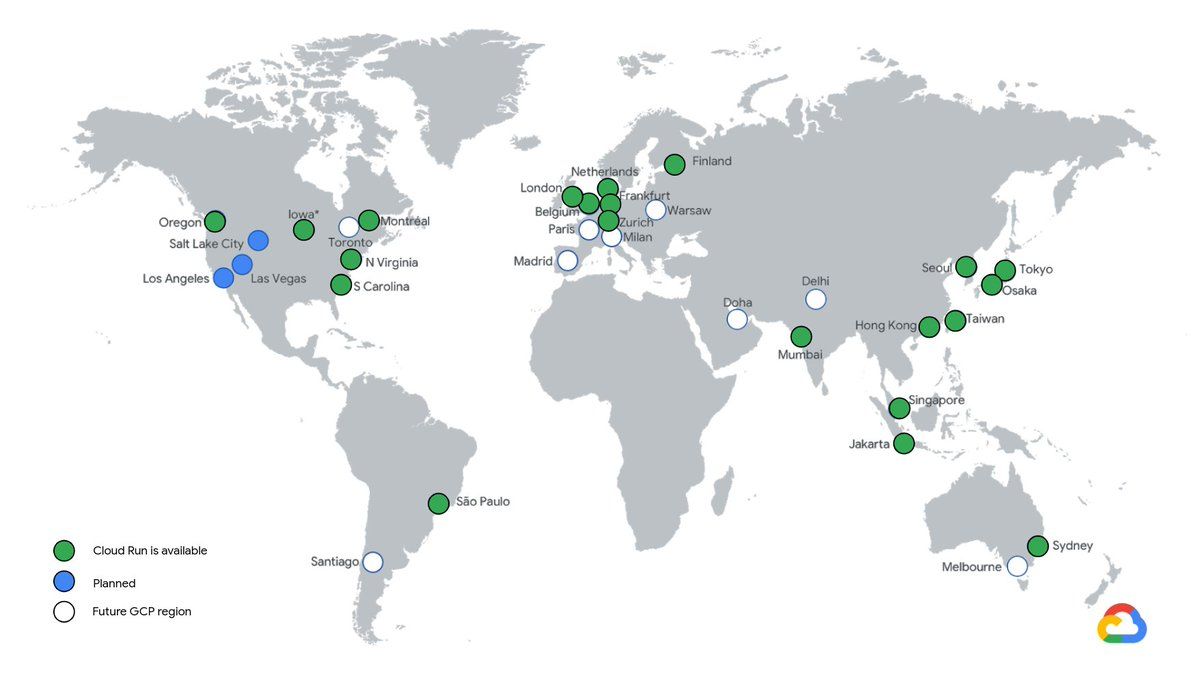 Finland
Netherlands
London
Frankfurt
Belgium
Warsaw
Oregon
Iowa*
Montréal
Zurich
Paris
Milan
Salt Lake City
Toronto
N Virginia
Madrid
Los Angeles
Las Vegas
S Carolina
Seoul
Tokyo
Osaka
Delhi
Doha
Hong Kong
Taiwan
Mumbai
Singapore
Jakarta
São Paulo
Sydney
Santiago
Melbourne
Cloud Run is available
Planned
Future GCP region